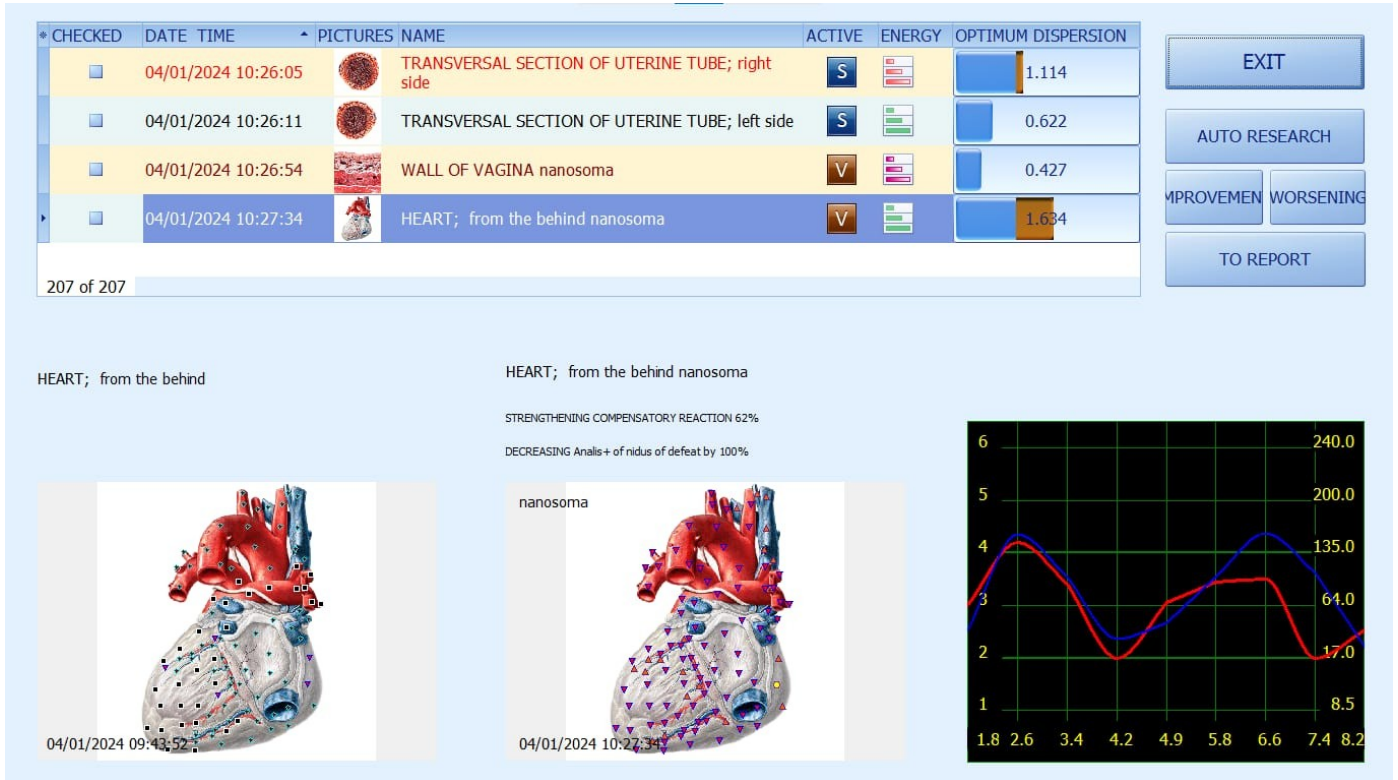 CHECKED DATE TIME PICTURES NAME ACTIVE ENERGY OPTIMUM DISPERSION
04/01/2024 10:26:05 TRANSVERSAL SECTION OF UTERINE TUBE; right
side S 1.114
04/01/2024 10:26:11 TRANSVERSAL SECTION OF UTERINE TUBE; left side S 0.622
04/01/2024 10:26:54 WALL OF VAGINA nanosoma V 0.427
04/01/2024 10:27:34 HEART; from the behind nanosoma V 1.634
207 of 207
EXIT
AUTO RESEARCH
MPROVEMEN WORSENING
TO REPORT
HEART; from the behind
04/01/2024 09:43:52
HEART; from the behind nanosoma
STRENGTHENING COMPENSATORY REACTION 62%
DECREASING Analis+ of nidus of defeat by 100%
nanosoma
04/01/2024 10:27:34
6 240.0
5 200.0
4 135.0
3 64.0
2 17.0
1 8.5
1.8 2.6 3.4 4.2 4.9 5.8 6.6 7.4 8.2